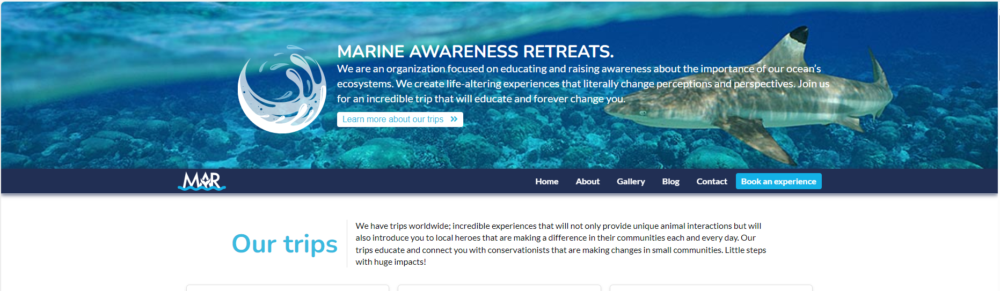 MARINE AWARENESS RETREATS.
We are an organization focused on educating and raising awareness about the importance of our ocean’s
ecosystems. We create life-altering experiences that literally change perceptions and perspectives. Join us
for an incredible trip that will educate and forever change you.
Learn more about our trips
MAR Home About Gallery Blog Contact Book an experience
Our trips
We have trips worldwide; incredible experiences that will not only provide unique animal interactions but will
also introduce you to local heroes that are making a difference in their communities each and every day. Our
trips educate and connect you with conservationists that are making changes in small communities. Little steps
with huge impacts!